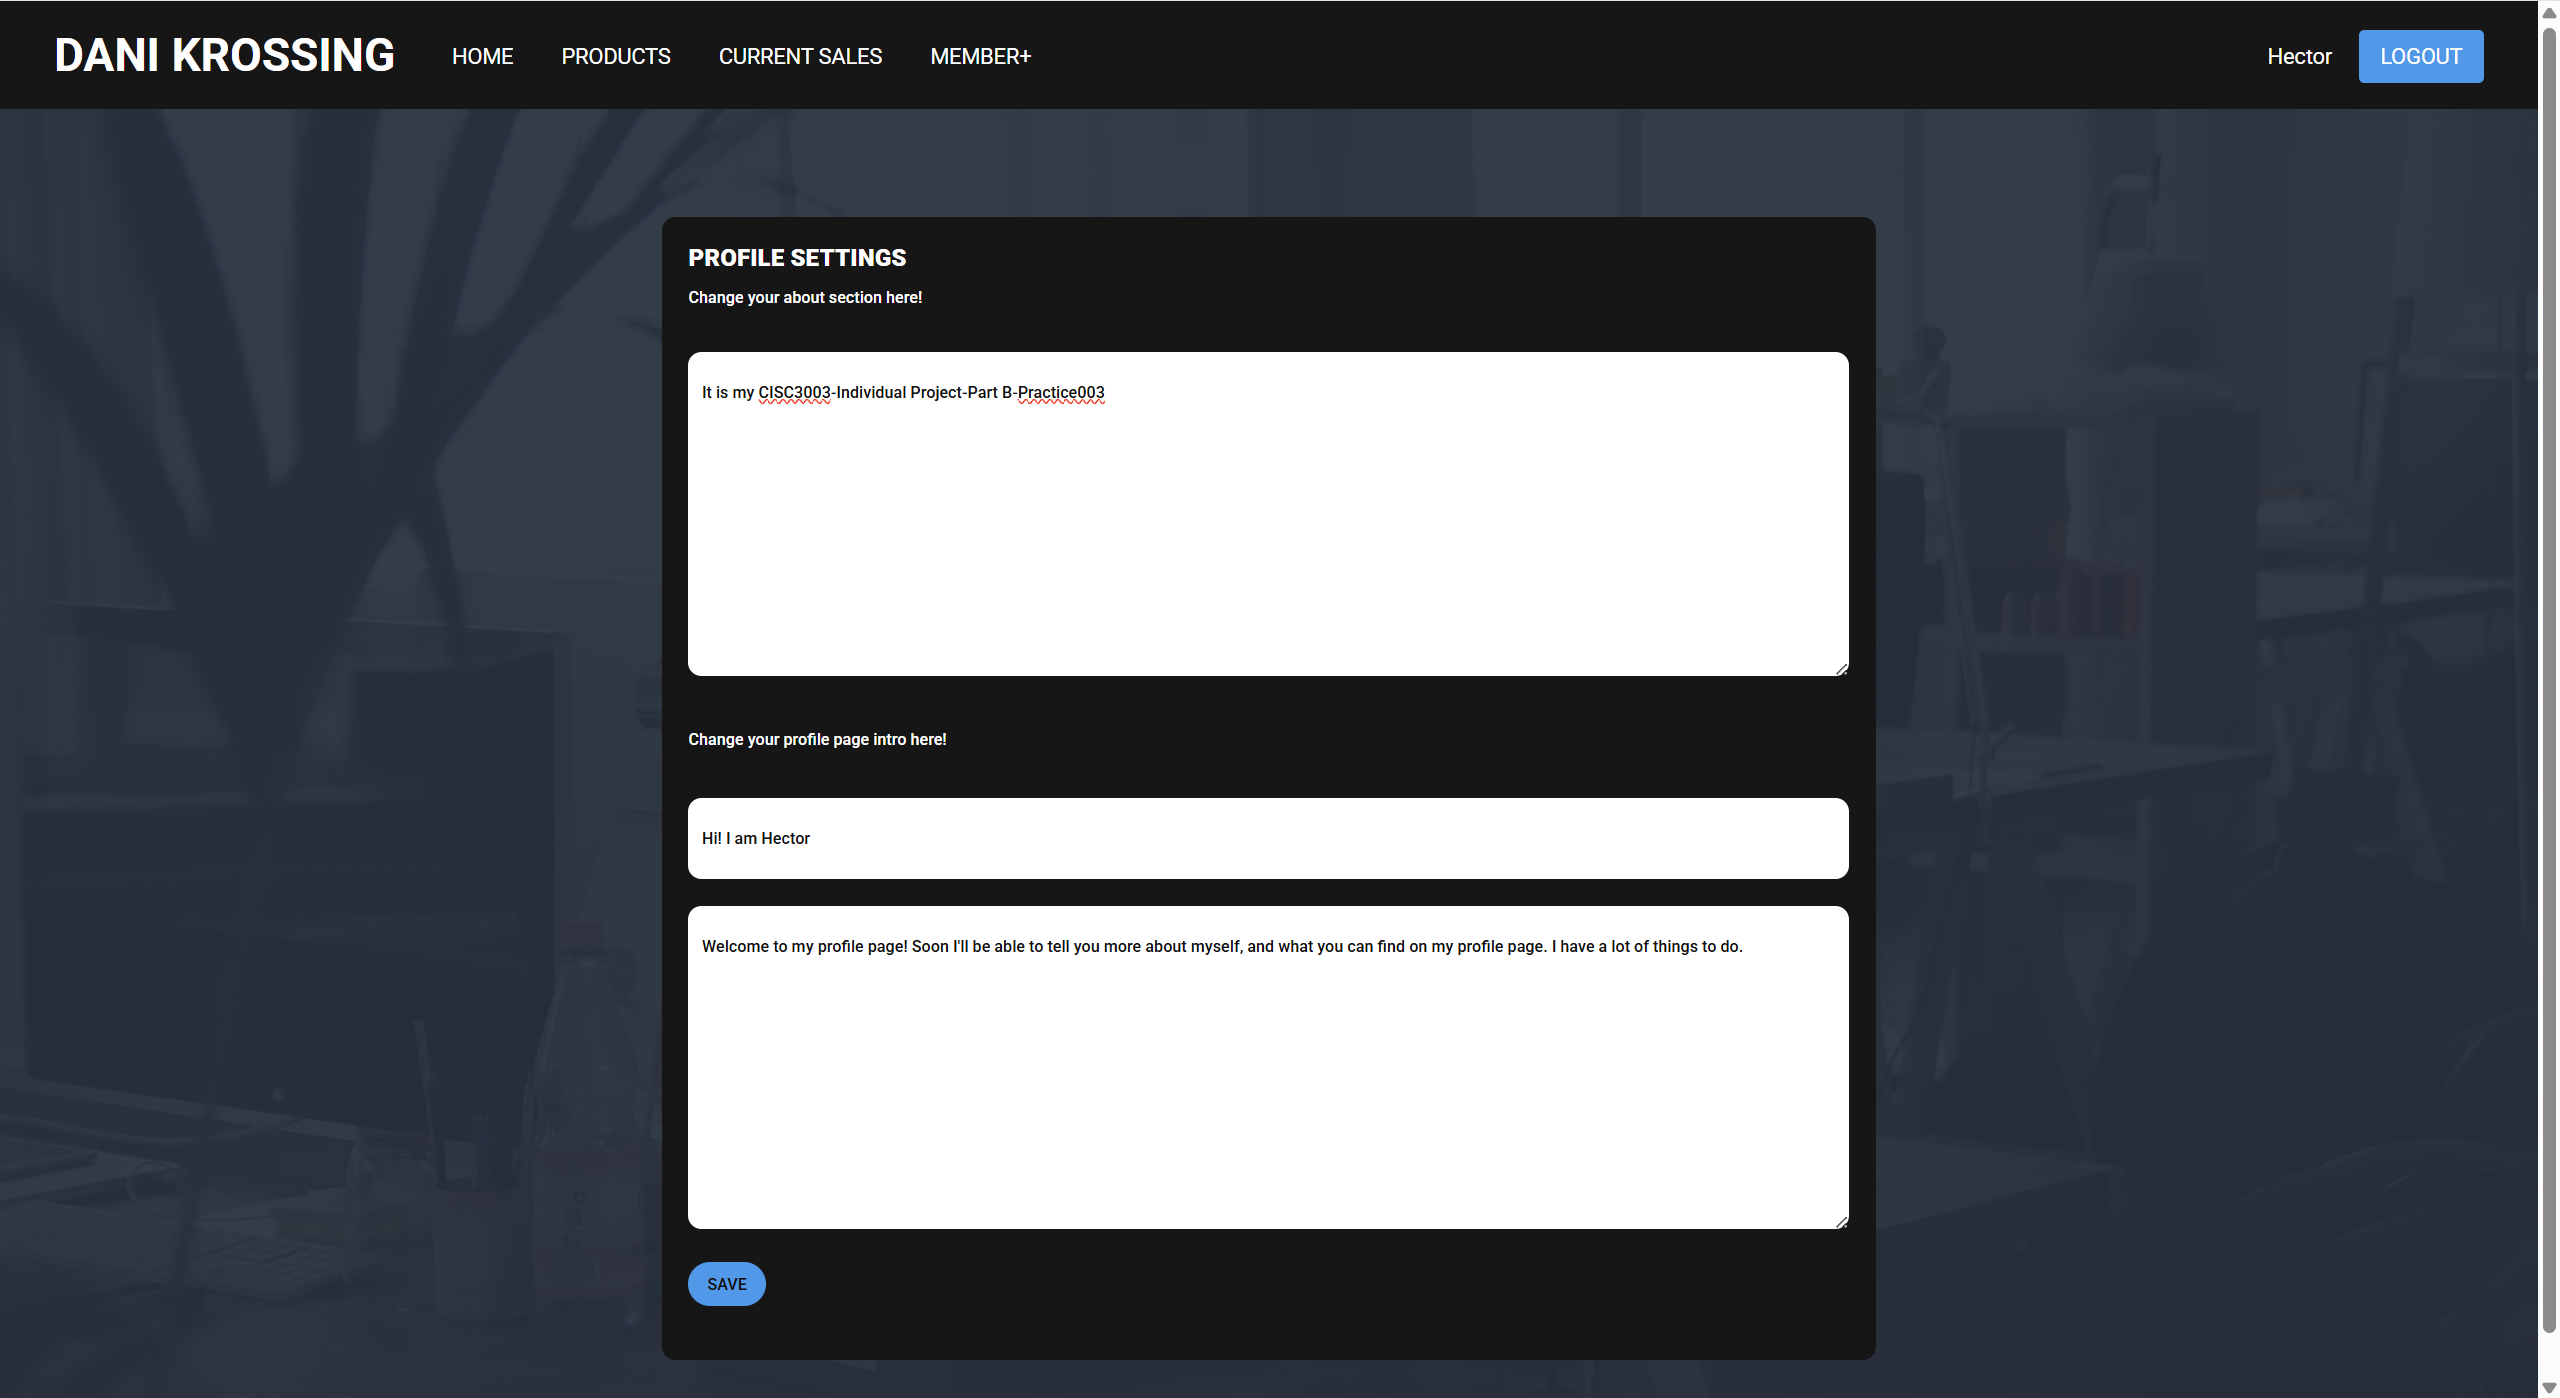 DANI KROSSING
HOME
PRODUCTS
CURRENT SALES
MEMBER+
Hector
LOGOUT
PROFILE SETTINGS
Change your about section here!
It is my CISC3003-Individual Project-Part B-Practice003
Change your profile page intro here!
Hi! I am Hector
Welcome to my profile page! Soon I'll be able to tell you more about myself, and what you can find on my profile page. I have a lot of things to do.
SAVE